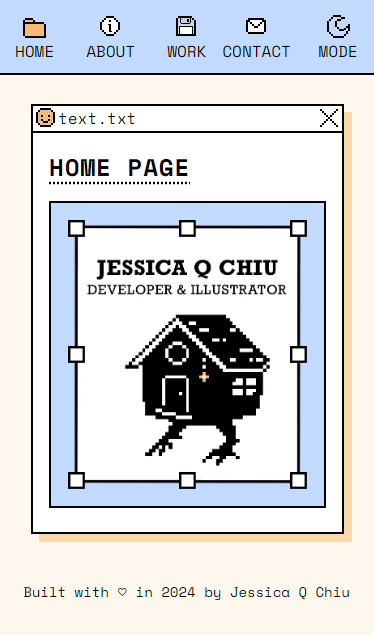 HOME ABOUT WORK CONTACT MODE
text.txt
HOME PAGE
JESSICA Q CHIU
DEVELOPER & ILLUSTRATOR
Built with ♡ in 2024 by Jessica Q Chiu